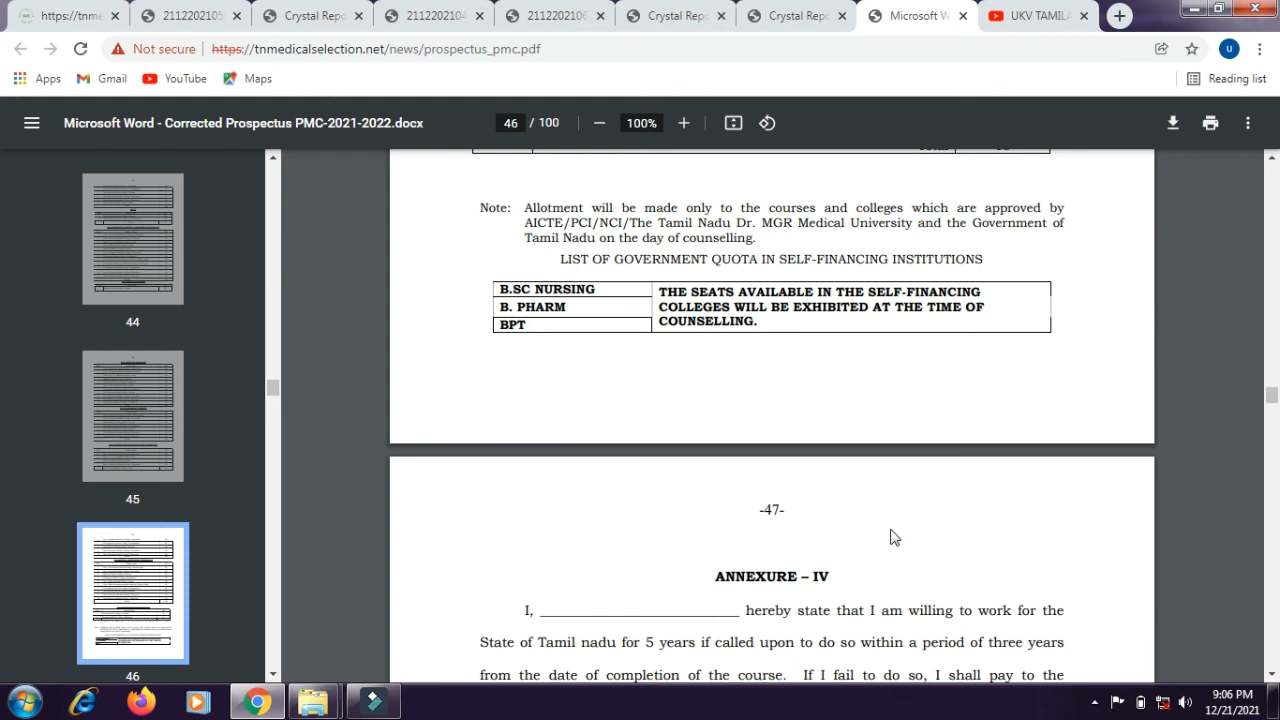 https://tnme
2112202105
Crystal Repo
2112202104
2112202106
Crystal Repo
Crystal Repo
Microsoft W
UKV TAMILA
Not secure https://tnmedicalselection.net/news/prospectus_pmc.pdf
u
Apps Gmail YouTube Maps Reading list
Microsoft Word - Corrected Prospectus PMC-2021-2022.docx 46 / 100 100%
44
45
46
Note: Allotment will be made only to the courses and colleges which are approved by
AICTE/PCI/NCI/The Tamil Nadu Dr. MGR Medical University and the Government of
Tamil Nadu on the day of counselling.
LIST OF GOVERNMENT QUOTA IN SELF-FINANCING INSTITUTIONS
B.SC NURSING
B. PHARM
BPT
THE SEATS AVAILABLE IN THE SELF-FINANCING
COLLEGES WILL BE EXHIBITED AT THE TIME OF
COUNSELLING.
-47-
ANNEXURE – IV
I, _________________________ hereby state that I am willing to work for the
State of Tamil nadu for 5 years if called upon to do so within a period of three years
from the date of completion of the course. If I fail to do so, I shall pay to the
9:06 PM
12/21/2021